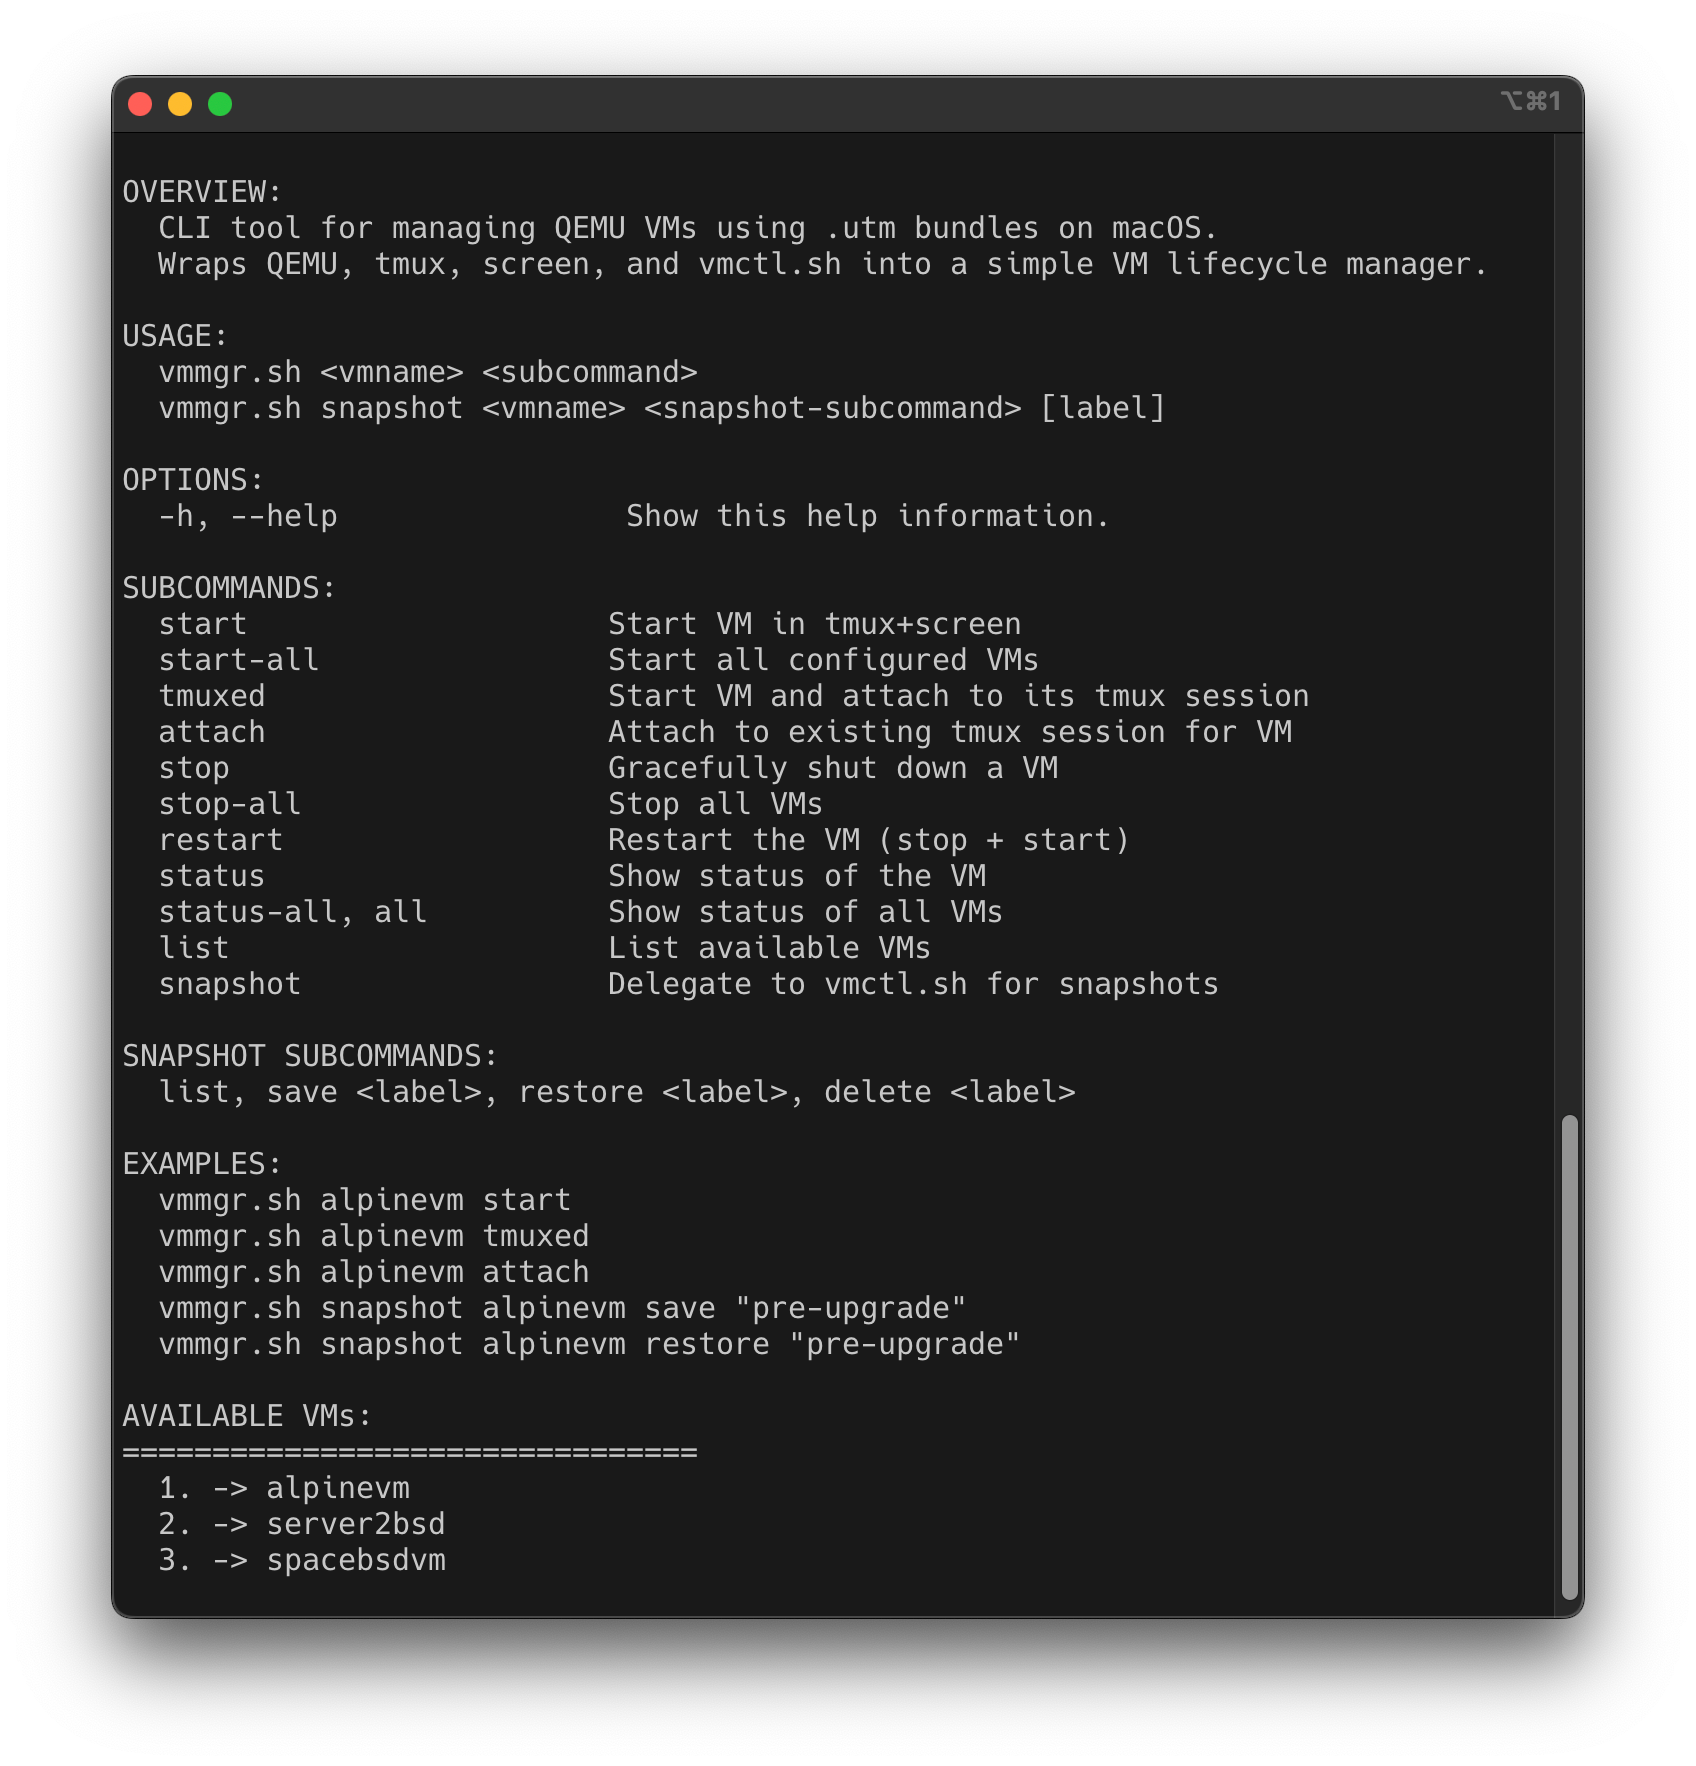 ⌥⌘1
OVERVIEW:
  CLI tool for managing QEMU VMs using .utm bundles on macOS.
  Wraps QEMU, tmux, screen, and vmctl.sh into a simple VM lifecycle manager.

USAGE:
  vmmgr.sh <vmname> <subcommand>
  vmmgr.sh snapshot <vmname> <snapshot-subcommand> [label]

OPTIONS:
  -h, --help                Show this help information.

SUBCOMMANDS:
  start                    Start VM in tmux+screen
  start-all                Start all configured VMs
  tmuxed                   Start VM and attach to its tmux session
  attach                   Attach to existing tmux session for VM
  stop                     Gracefully shut down a VM
  stop-all                 Stop all VMs
  restart                  Restart the VM (stop + start)
  status                   Show status of the VM
  status-all, all          Show status of all VMs
  list                     List available VMs
  snapshot                 Delegate to vmctl.sh for snapshots

SNAPSHOT SUBCOMMANDS:
  list, save <label>, restore <label>, delete <label>

EXAMPLES:
  vmmgr.sh alpinevm start
  vmmgr.sh alpinevm tmuxed
  vmmgr.sh alpinevm attach
  vmmgr.sh snapshot alpinevm save "pre-upgrade"
  vmmgr.sh snapshot alpinevm restore "pre-upgrade"

AVAILABLE VMs:
================================
  1. -> alpinevm
  2. -> server2bsd
  3. -> spacebsdvm